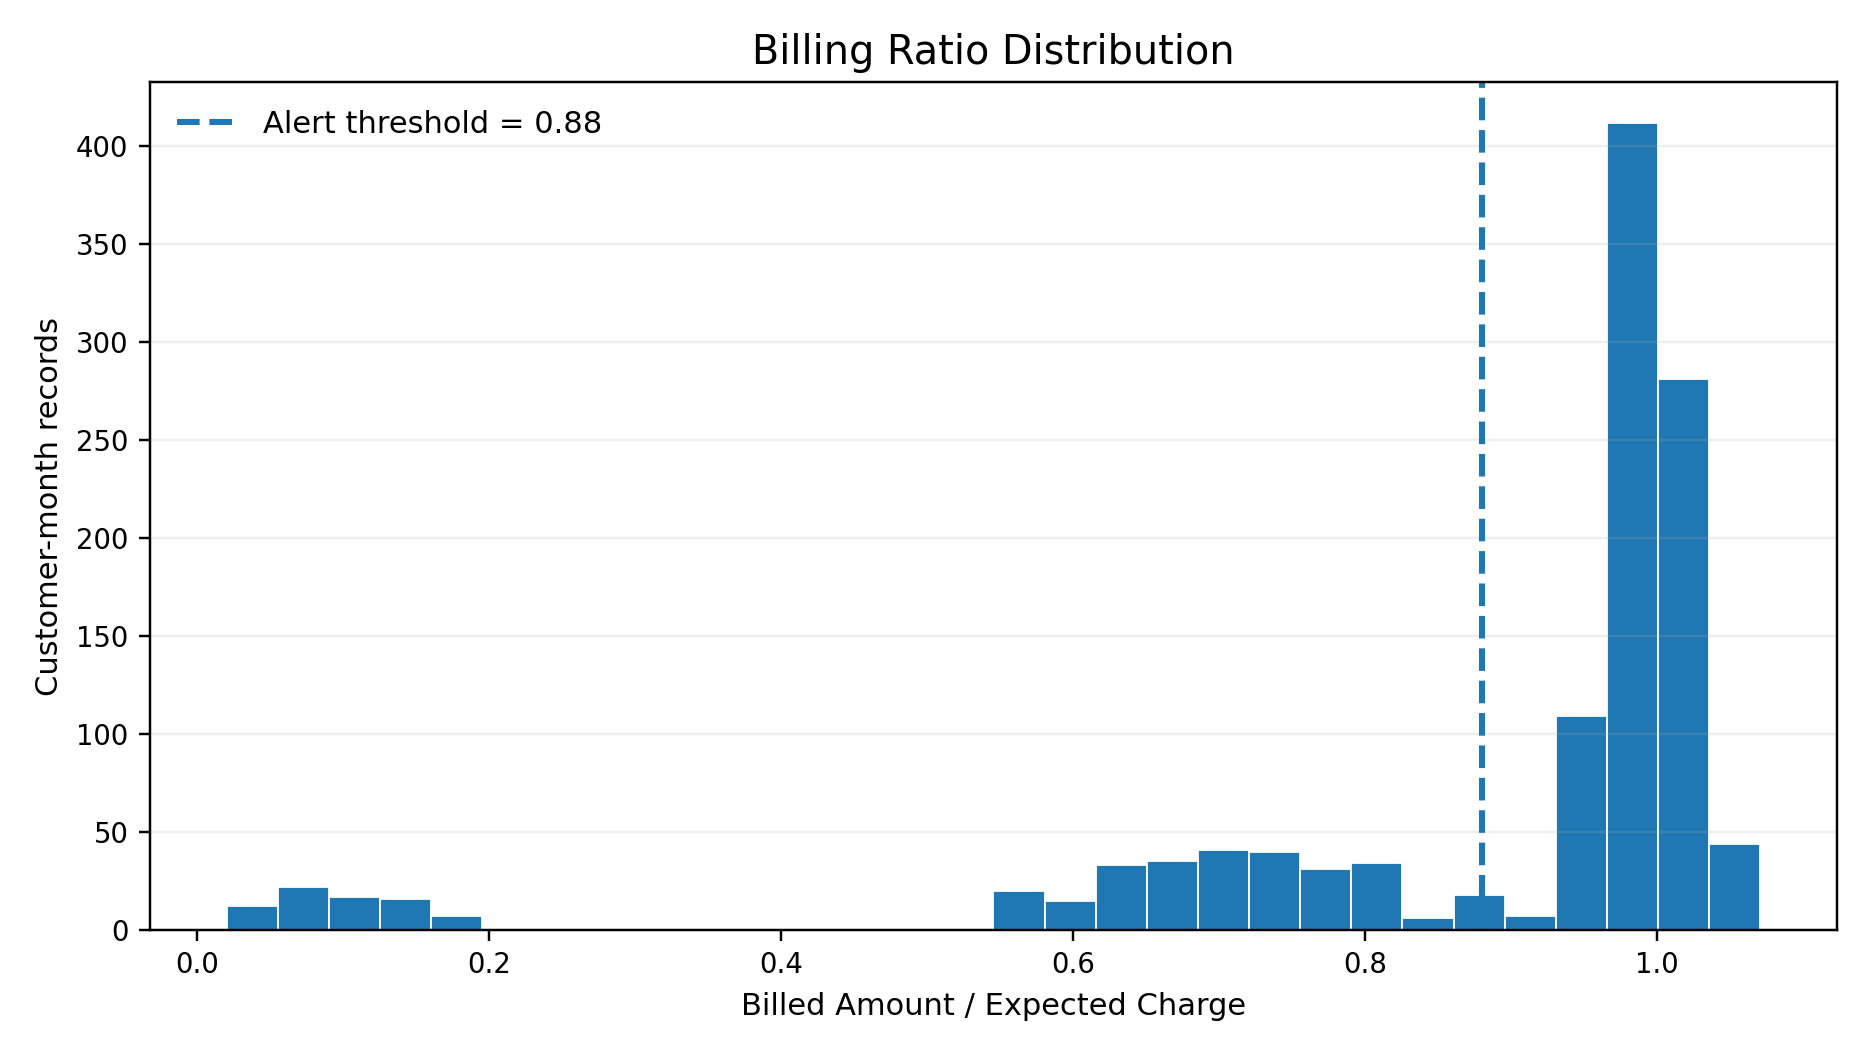 Billing Ratio Distribution
Alert threshold = 0.88
Customer-month records
400
350
300
250
200
150
100
50
0
0.0 0.2 0.4 0.6 0.8 1.0
Billed Amount / Expected Charge